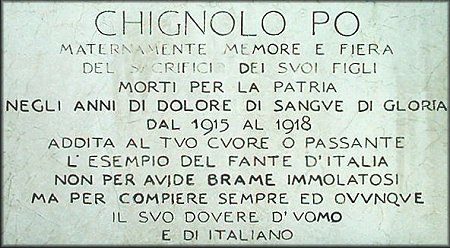 CHIGNOLO PO
MATERNAMENTE MEMORE E FIERA
DEL SACRIFICIO DEI SVOI FIGLI
MORTI PER LA PATRIA
NEGLI ANNI DI DOLORE DI SANGVE DI GLORIA
DAL 1915 AL 1918
ADDITA AL TVO CVORE O PASSANTE
L'ESEMPIO DEL FANTE D'ITALIA
NON PER AVIDE BRAME IMMOLATOSI
MA PER COMPIERE SEMPRE ED OVVNQVE
IL SVO DOVERE D'VOMO
E DI ITALIANO